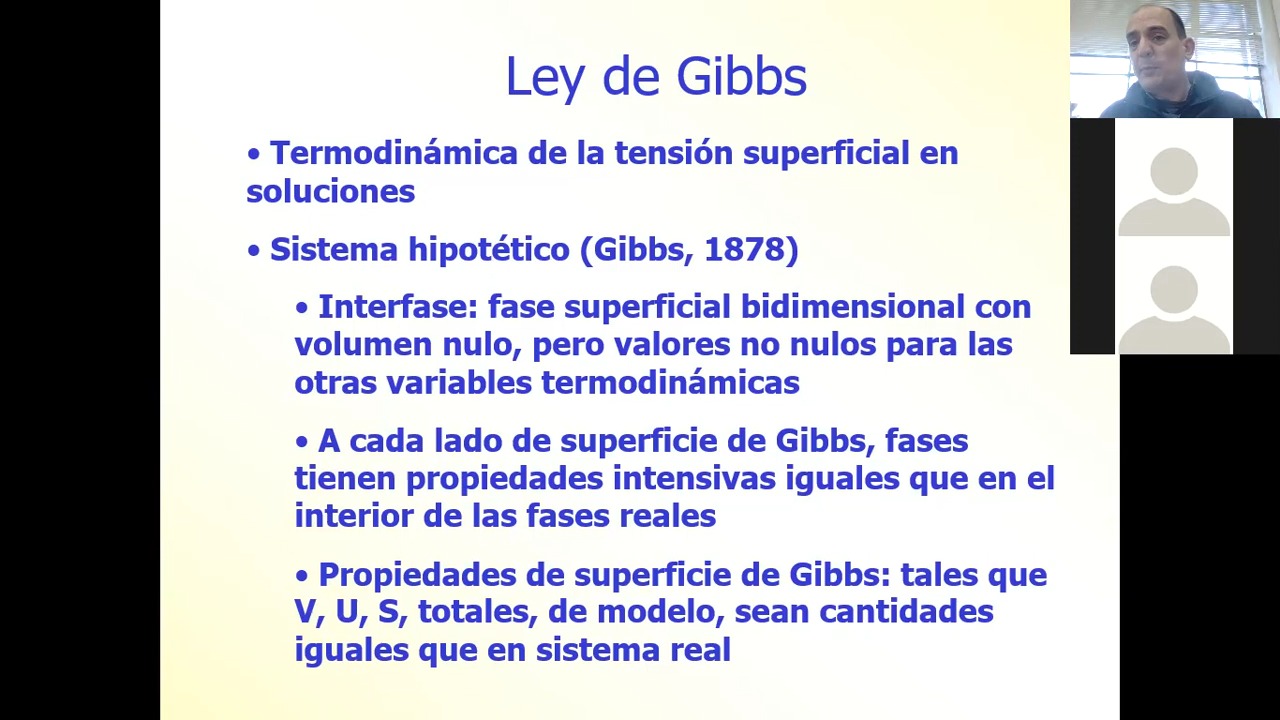 Ley de Gibbs
• Termodinámica de la tensión superficial en
soluciones
• Sistema hipotético (Gibbs, 1878)
• Interfase: fase superficial bidimensional con
volumen nulo, pero valores no nulos para las
otras variables termodinámicas
• A cada lado de superficie de Gibbs, fases
tienen propiedades intensivas iguales que en el
interior de las fases reales
• Propiedades de superficie de Gibbs: tales que
V, U, S, totales, de modelo, sean cantidades
iguales que en sistema real